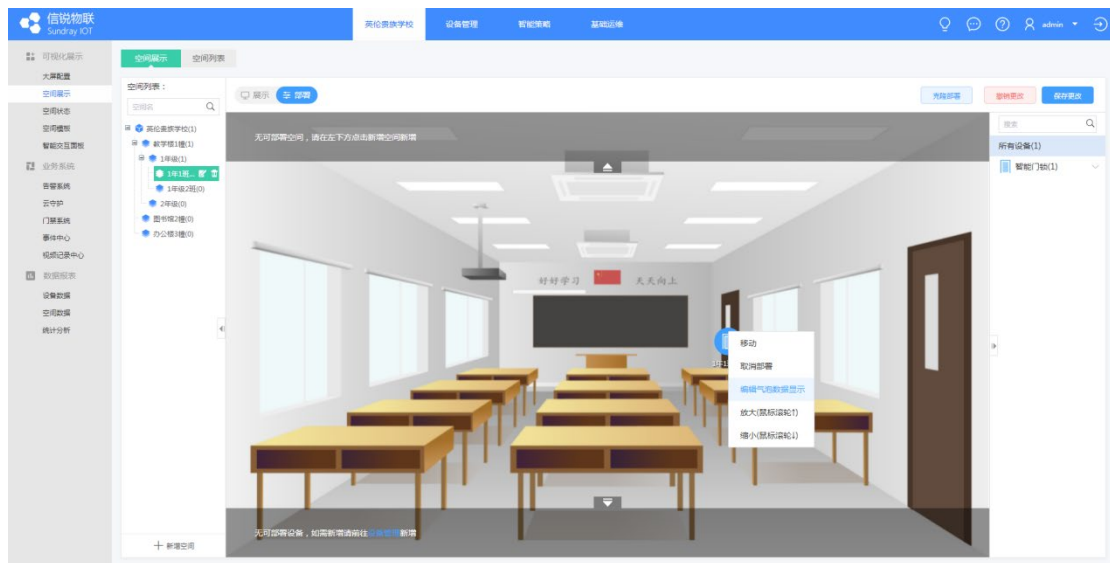 信锐物联
Sundray IOT
英伦贵族学校
设备管理
智能策略
基础运维
admin
可视化展示
大屏配置
空间展示
空间状态
空间模板
智能交互面板
业务系统
告警系统
云守护
门禁系统
事件中心
视频记录中心
数据报表
设备数据
空间数据
统计分析
空间展示
空间列表
空间列表：
空间名
英伦贵族学校(1)
教学楼1幢(1)
1年级(1)
1年1班...
1年级2班(0)
2年级(0)
图书馆2幢(0)
办公楼3幢(0)
新增空间
展示
部署
克隆部署
撤销更改
保存更改
无可部署空间，请在左下方点击新增空间新增
好好学习
天天向上
移动
取消部署
编辑气泡数据显示
放大(鼠标滚轮↑)
缩小(鼠标滚轮↓)
无可部署设备，如需新增请前往设备管理新增
搜索
所有设备(1)
智能门锁(1)